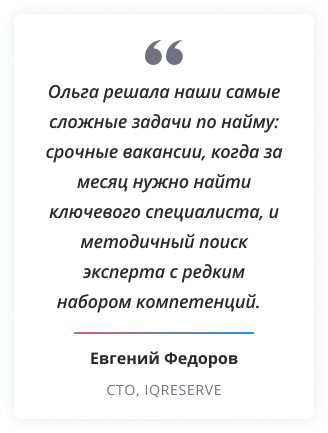 “
Ольга решала наши самые
сложные задачи по найму:
срочные вакансии, когда за
месяц нужно найти
ключевого специалиста, и
методичный поиск
эксперта с редким
набором компетенций.
Евгений Федоров
CTO, IQRESERVE